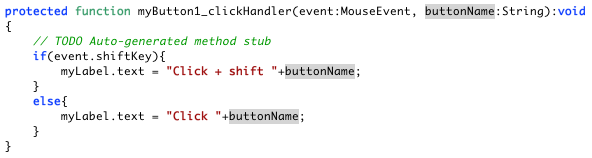 protected function myButton1_clickHandler(event:MouseEvent, buttonName:String):void
{
// TODO Auto-generated method stub
if(event.shiftKey){
myLabel.text = "Click + shift "+buttonName;
}
else{
myLabel.text = "Click "+buttonName;
}
}